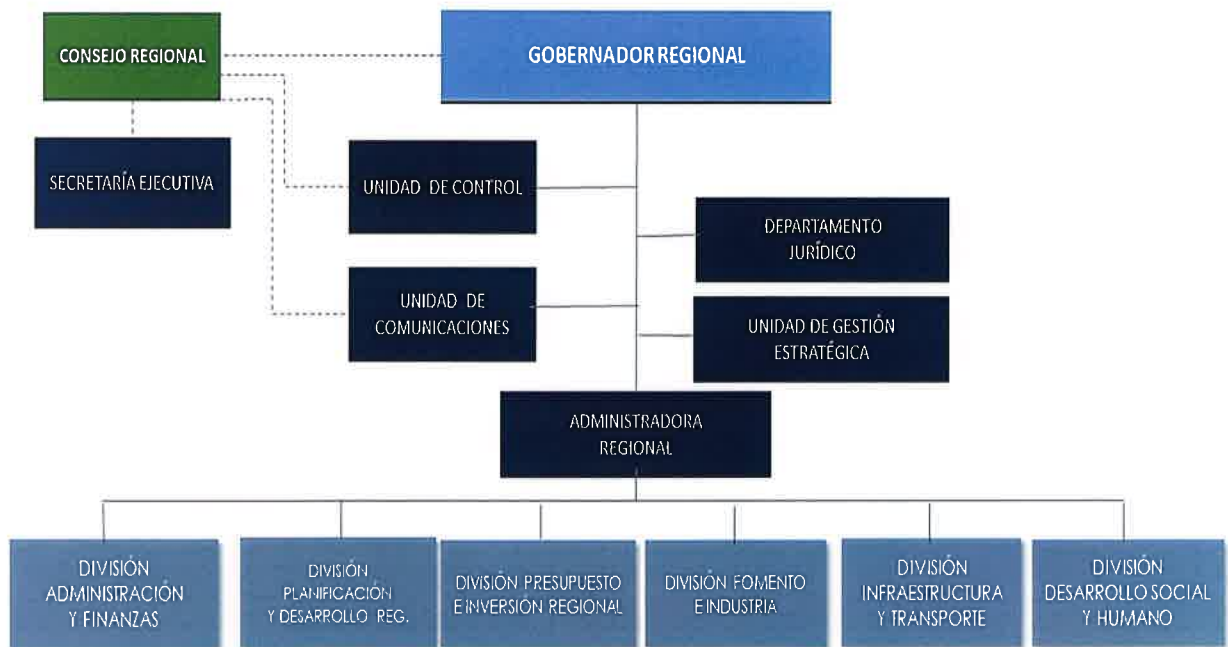 CONSEJO REGIONAL
GOBERNADOR REGIONAL
SECRETARÍA EJECUTIVA
UNIDAD DE CONTROL
DEPARTAMENTO
JURÍDICO
UNIDAD DE
COMUNICACIONES
UNIDAD DE GESTIÓN
ESTRATÉGICA
ADMINISTRADORA
REGIONAL
DIVISIÓN
ADMINISTRACIÓN
Y FINANZAS
DIVISIÓN
PLANIFICACIÓN
Y DESARROLLO REG.
DIVISIÓN PRESUPUESTO
E INVERSIÓN REGIONAL
DIVISIÓN FOMENTO
E INDUSTRIA
DIVISIÓN
INFRAESTRUCTURA
Y TRANSPORTE
DIVISIÓN
DESARROLLO SOCIAL
Y HUMANO